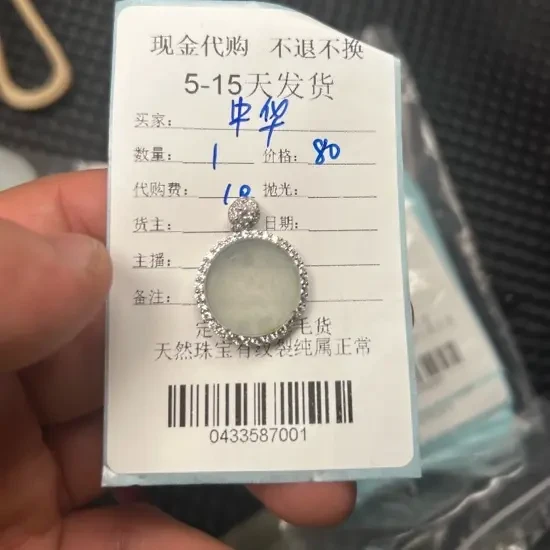 现金代购 不退不换
5-15天发货
买家: 中华
数量: 1 价格: 80
代购费: 10 抛光:
货主: 日期:
主播:
备注:
定 毛货
天然珠宝有纹裂纯属正常
0433587001